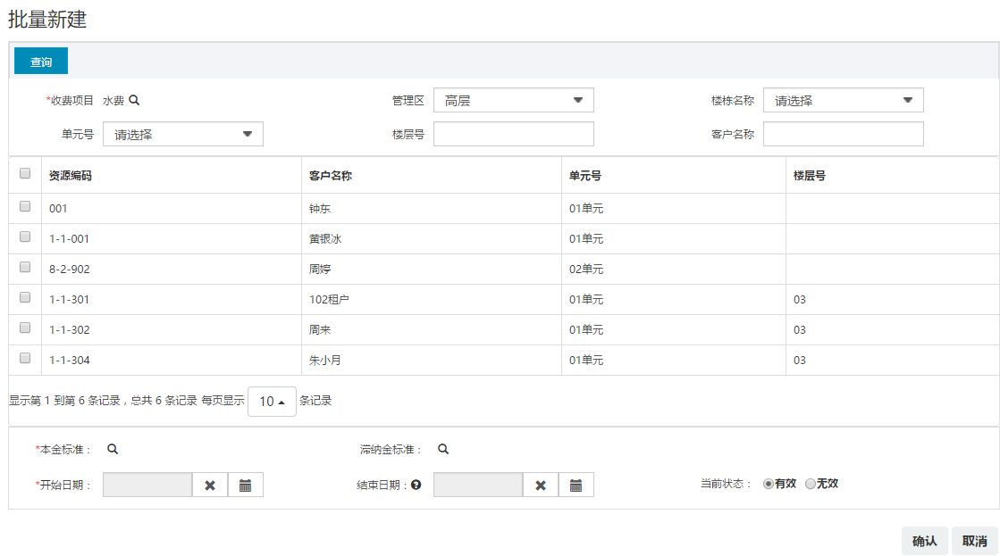 批量新建
查询
*收费项目 水费 管理区 高层 楼栋名称 请选择
单元号 请选择 楼层号 客户名称
资源编码 客户名称 单元号 楼层号
001 钟东 01单元
1-1-001 黄银冰 01单元
8-2-902 周婷 02单元
1-1-301 102租户 01单元 03
1-1-302 周来 01单元 03
1-1-304 朱小月 01单元 03
显示第 1 到第 6 条记录，总共 6 条记录 每页显示 10 条记录
*本金标准： 滞纳金标准：
*开始日期： 结束日期： 当前状态： 有效 无效
确认 取消